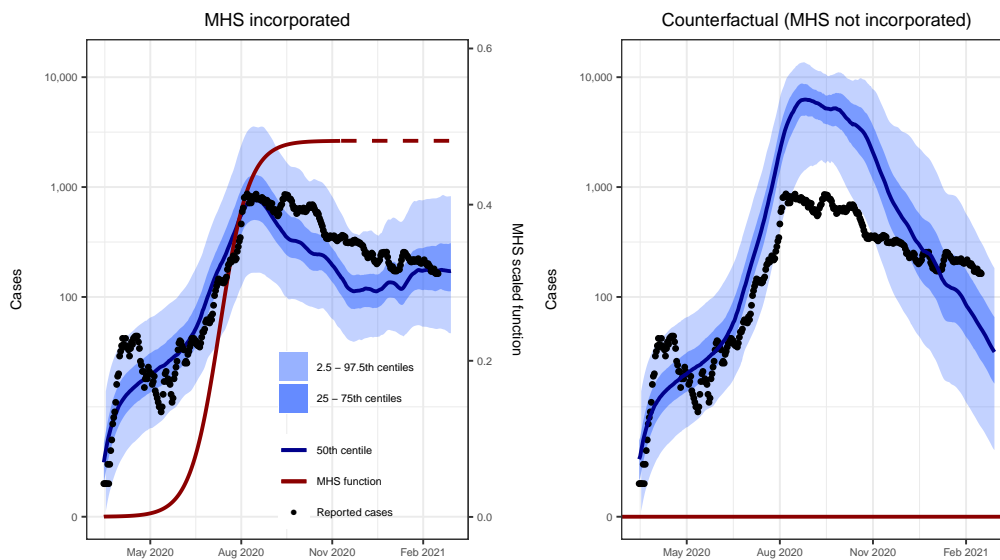 MHS incorporated
Counterfactual (MHS not incorporated)
10,000
1,000
100
0
Cases
0.6
0.4
0.2
0.0
MHS scaled function
2.5 − 97.5th centiles
25 − 75th centiles
50th centile
MHS function
Reported cases
May 2020
Aug 2020
Nov 2020
Feb 2021
10,000
1,000
100
0
Cases
May 2020
Aug 2020
Nov 2020
Feb 2021